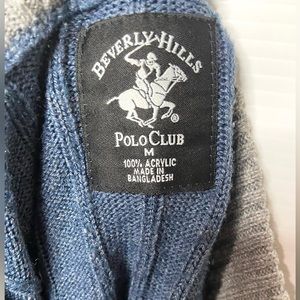 BEVERLY HILLS
®
POLO CLUB
M
100% ACRYLIC
MADE IN
BANGLADESH